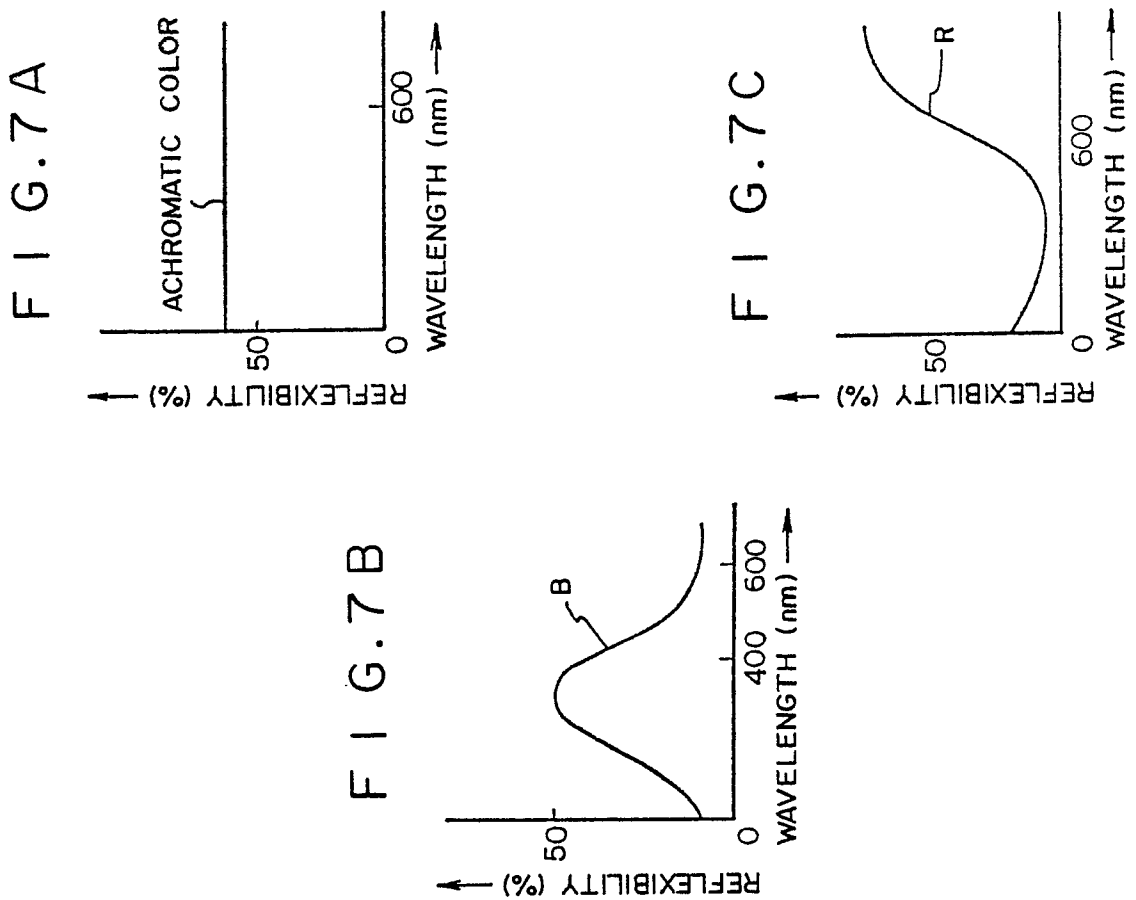 FIG.7A
ACHROMATIC COLOR
REFLEXIBILITY (%)
50
0
600
WAVELENGTH (nm)
FIG.7B
B
REFLEXIBILITY (%)
50
0
400
600
WAVELENGTH (nm)
FIG.7C
R
REFLEXIBILITY (%)
50
0
600
WAVELENGTH (nm)